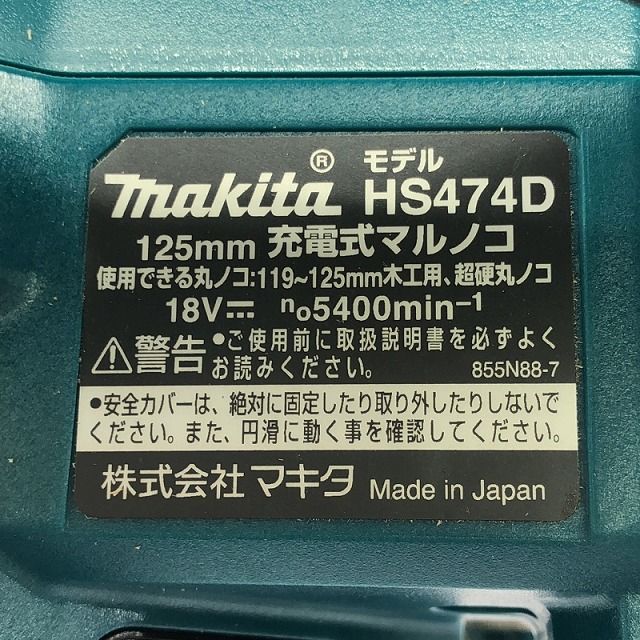 makita® モデル HS474D
125mm 充電式マルノコ
使用できる丸ノコ:119~125mm木工用、超硬丸ノコ
18V⎓ n₀5400min⁻¹
⚠警告 •ご使用前に取扱説明書を必ずよく
お読みください。 855N88-7
•安全カバーは、絶対に固定したり取り外したりしないで
ください。また、円滑に動く事を確認してください。
株式会社マキタ Made in Japan